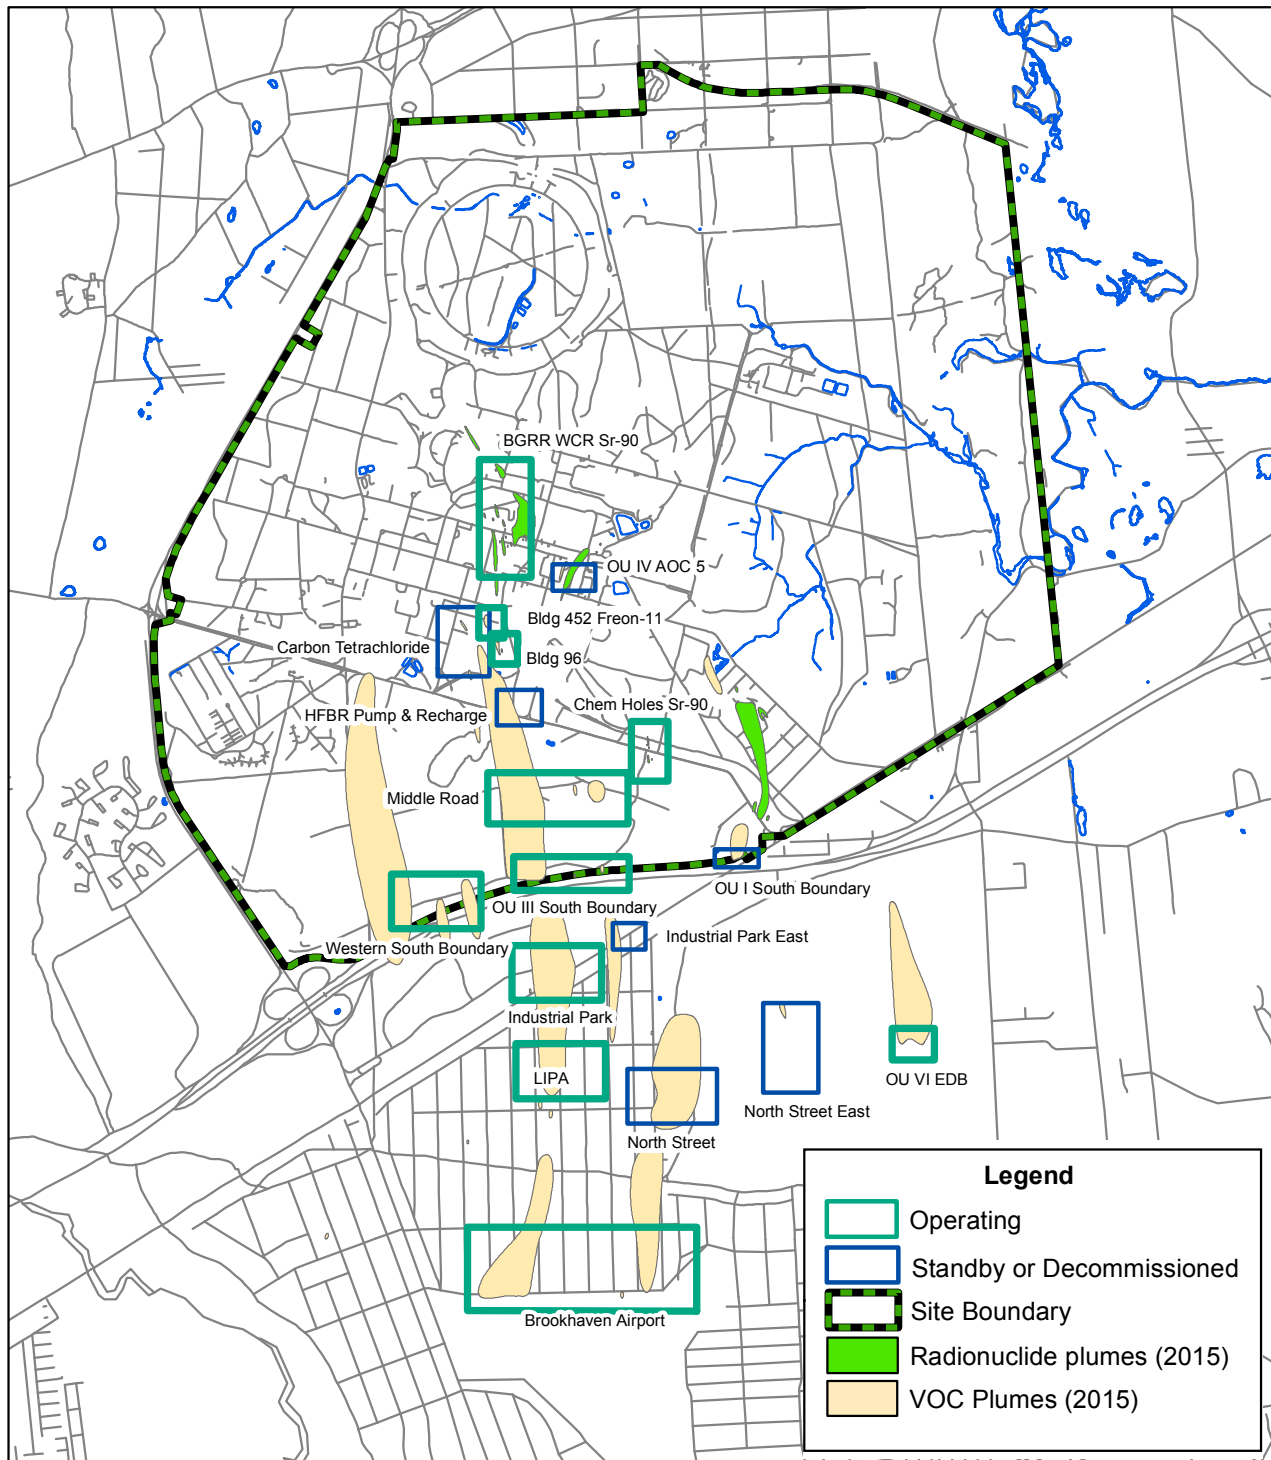 BGRR WCR Sr-90
OU IV AOC 5
Bldg 452 Freon-11
Carbon Tetrachloride
Bldg 96
Chem Holes Sr-90
HFBR Pump & Recharge
Middle Road
OU I South Boundary
OU III South Boundary
Industrial Park East
Western South Boundary
Industrial Park
LIPA
OU VI EDB
North Street East
North Street
Brookhaven Airport
Legend
Operating
Standby or Decommissioned
Site Boundary
Radionuclide plumes (2015)
VOC Plumes (2015)